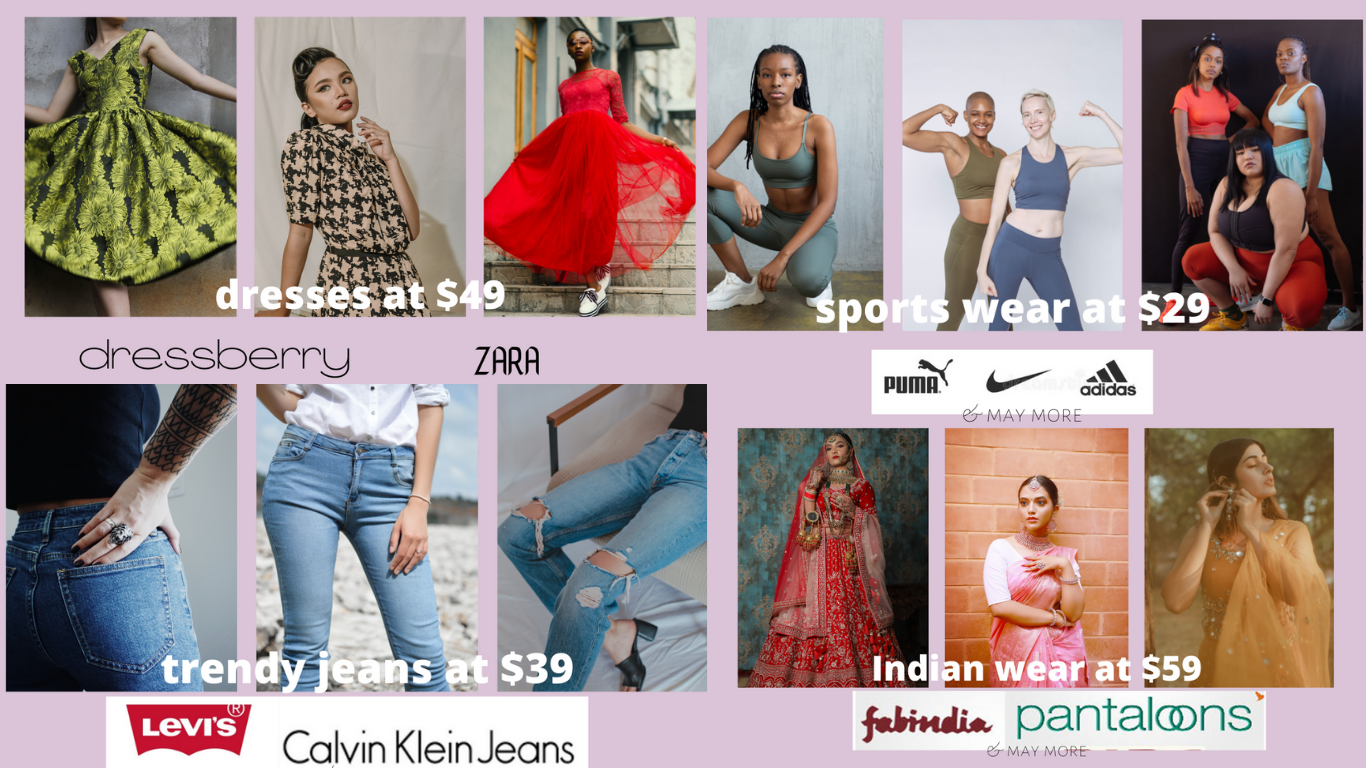 dresses at $49
dressberry
ZARA
sports wear at $29
PUMA
adidas
& MAY MORE
trendy jeans at $39
LEVI'S®
Calvin Klein Jeans
Indian wear at $59
fabindia
pantaloons
& MAY MORE